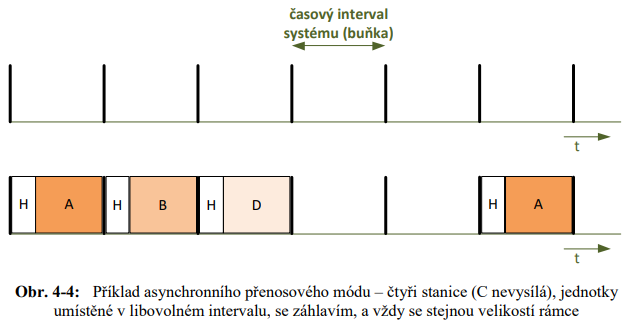 časový interval
systému (buňka)
t
H A H B H D H A
t
Obr. 4-4: Příklad asynchronního přenosového módu – čtyři stanice (C nevysílá), jednotky
umístěné v libovolném intervalu, se záhlavím, a vždy se stejnou velikostí rámce